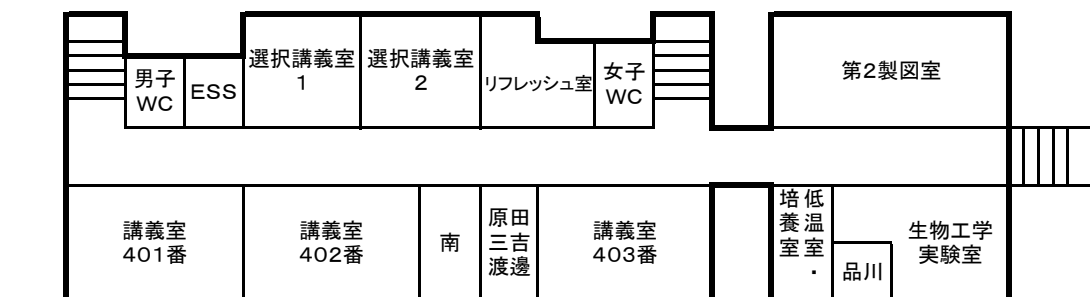 選択講義室
1
選択講義室
2
リフレッシュ室
男子
WC
ESS
女子
WC
第2製図室
講義室
401番
講義室
402番
南
原田
三吉
渡邊
講義室
403番
低温室・
培養室
品川
生物工学
実験室